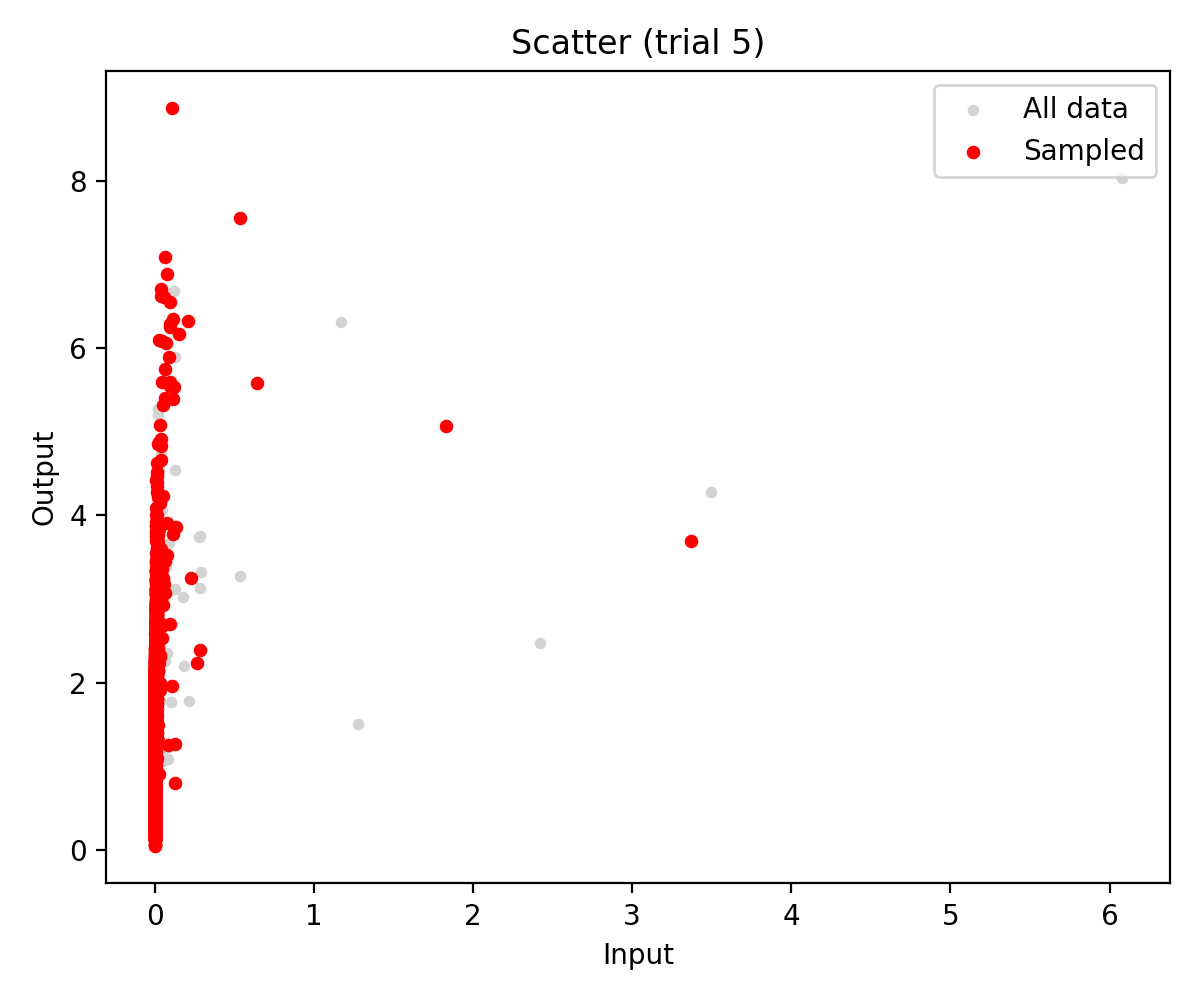 Scatter (trial 5)
All data
Sampled
8
6
4
2
0
Output
0 1 2 3 4 5 6
Input